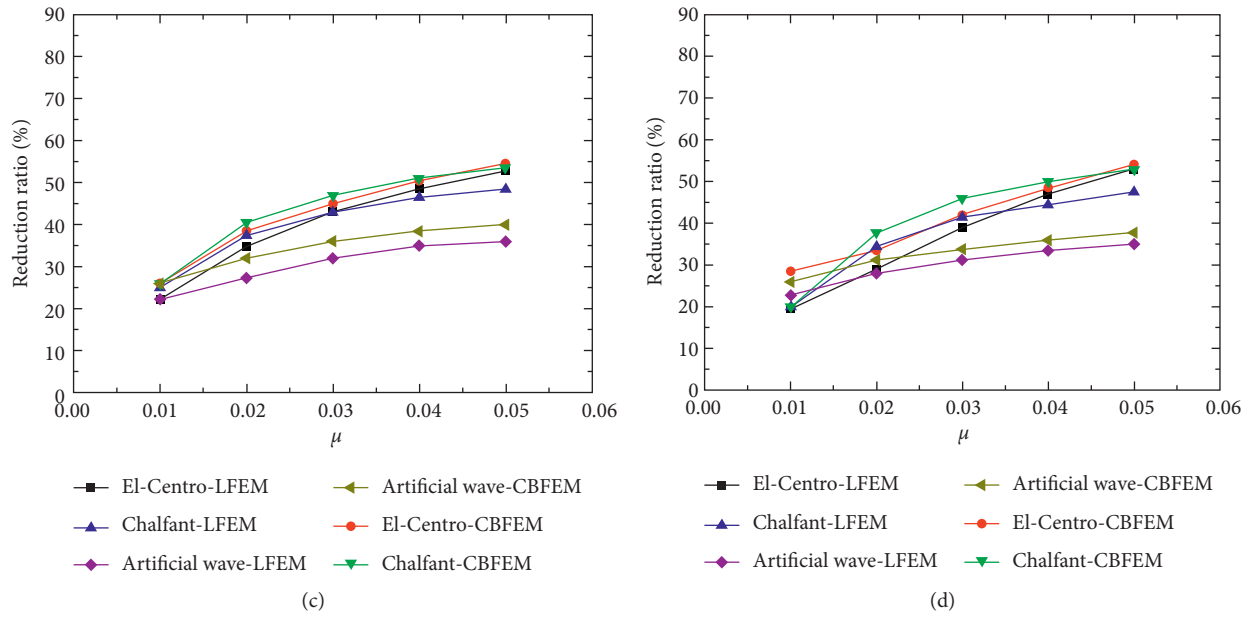 90
80
70
60
50
40
30
20
10
0
Reduction ratio (%)
0.00 0.01 0.02 0.03 0.04 0.05 0.06
μ
El-Centro-LFEM
Chalfant-LFEM
Artificial wave-LFEM
Artificial wave-CBFEM
El-Centro-CBFEM
Chalfant-CBFEM
(c)
90
80
70
60
50
40
30
20
10
0
Reduction ratio (%)
0.00 0.01 0.02 0.03 0.04 0.05 0.06
μ
El-Centro-LFEM
Chalfant-LFEM
Artificial wave-LFEM
Artificial wave-CBFEM
El-Centro-CBFEM
Chalfant-CBFEM
(d)